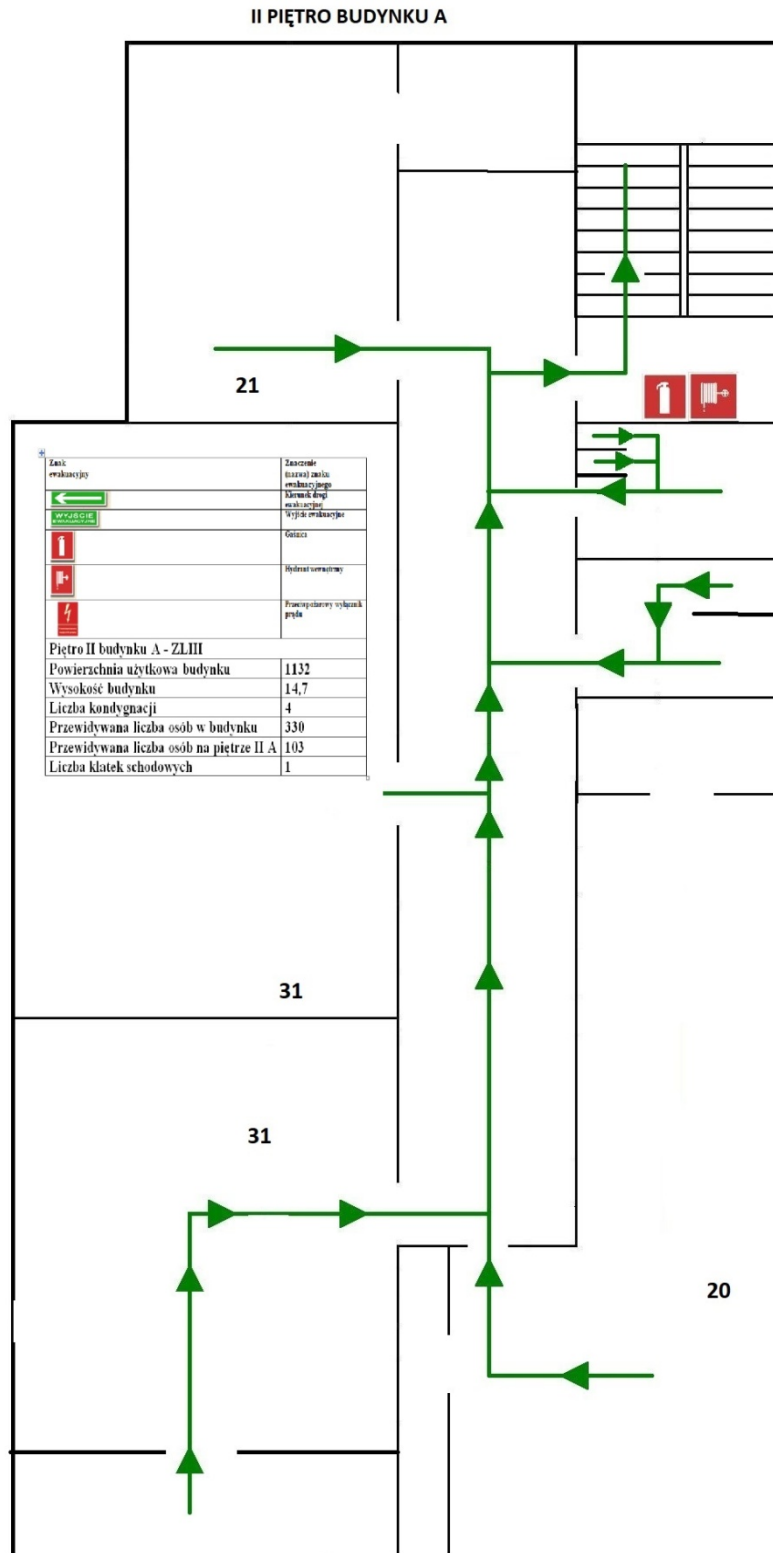 II PIĘTRO BUDYNKU A
21
Znak
ewakuacyjny
Znaczenie
(nazwa) znaku
ewakuacyjnego
Kierunek drogi
ewakuacyjnej
WYJŚCIE
EWAKUACYJNE
Wyjście ewakuacyjne
Gaśnica
Hydrant wewnętrzny
Przeciwpożarowy wyłącznik
prądu
Piętro II budynku A - ZLIII
Powierzchnia użytkowa budynku 1132
Wysokość budynku 14,7
Liczba kondygnacji 4
Przewidywana liczba osób w budynku 330
Przewidywana liczba osób na piętrze II A 103
Liczba klatek schodowych 1
31
31
20